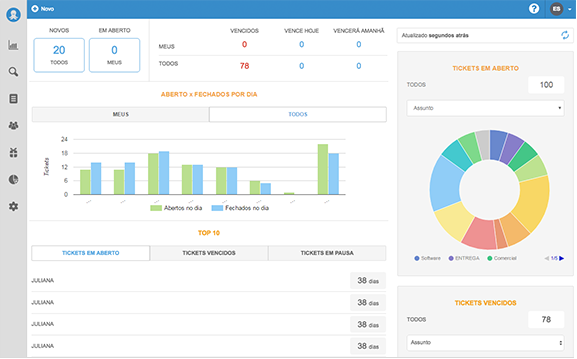 Novo
? ES
NOVOS EM ABERTO
20 0
TODOS MEUS
VENCIDOS VENCE HOJE VENCERÁ AMANHÃ
MEUS 0 0 0
TODOS 78 0 0
Atualizado segundos atrás
ABERTO x FECHADOS POR DIA
MEUS TODOS
Tickets
24
18
12
6
0
Abertos no dia Fechados no dia
TOP 10
TICKETS EM ABERTO TICKETS VENCIDOS TICKETS EM PAUSA
JULIANA 38 dias
JULIANA 38 dias
JULIANA 38 dias
JULIANA 38 dias
TICKETS EM ABERTO
TODOS 100
Assunto
Software ENTREGA Comercial 1/5
TICKETS VENCIDOS
TODOS 78
Assunto